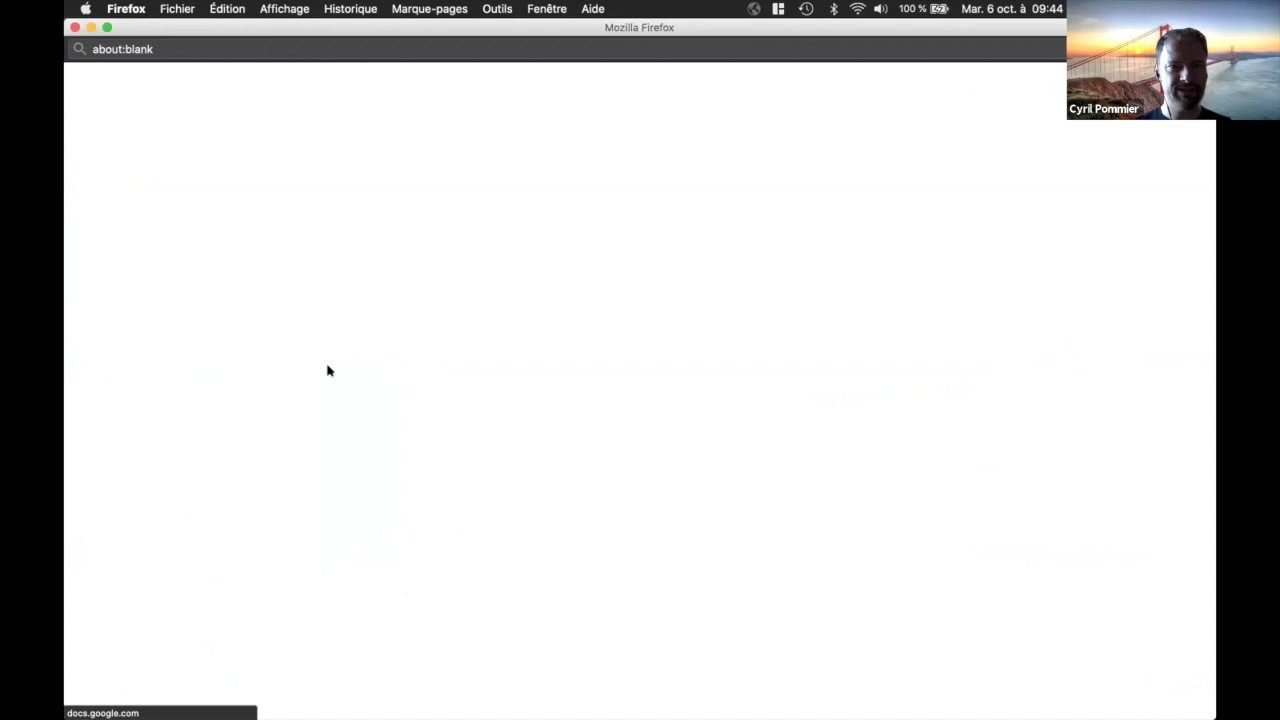 Firefox Fichier Édition Affichage Historique Marque-pages Outils Fenêtre Aide 100 % Mar. 6 oct. à 09:44
Mozilla Firefox
about:blank
Cyril Pommier
docs.google.com